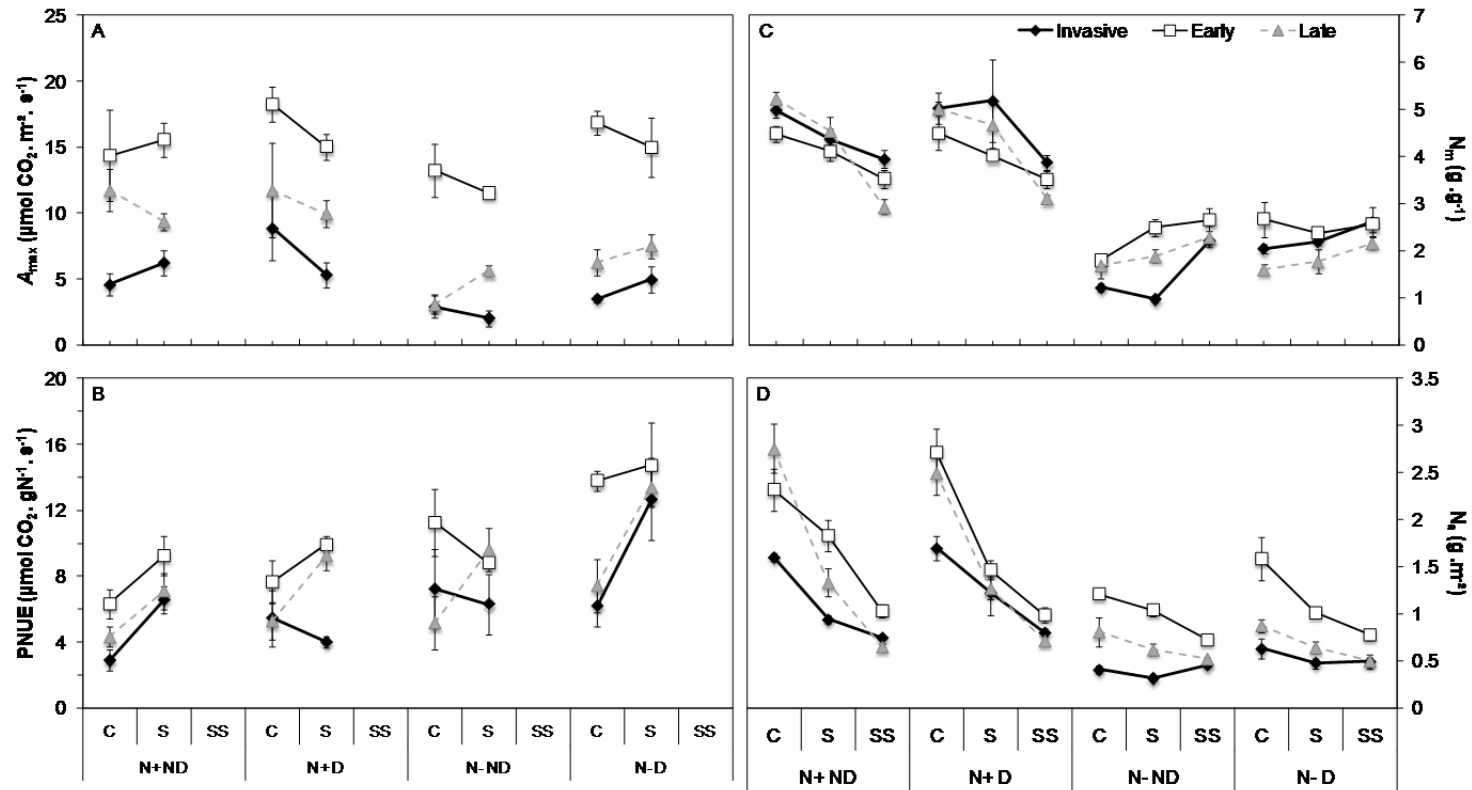 A
A_max (µmol CO₂. m⁻². s⁻¹)
25
20
15
10
5
0
C
Invasive Early Late
7
6
5
4
3
2
1
0
N_m (g .g⁻¹)
B
PNUE (µmol CO₂. gN⁻¹. s⁻¹)
20
16
12
8
4
0
C S SS C S SS C S SS C S SS
N+ND N+D N-ND N-D
D
3.5
3
2.5
2
1.5
1
0.5
0
Nₐ (g .m⁻²)
C S SS C S SS C S SS C S SS
N+ ND N+ D N- ND N- D